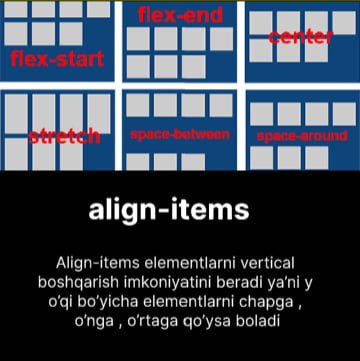 flex-start
flex-end
center
stretch
space-between
space-around
align-items
Align-items elementlarni vertical
boshqarish imkoniyatini beradi ya’ni y
o’qi bo’yicha elementlarni chapga ,
o’nga , o’rtaga qo’ysa boladi